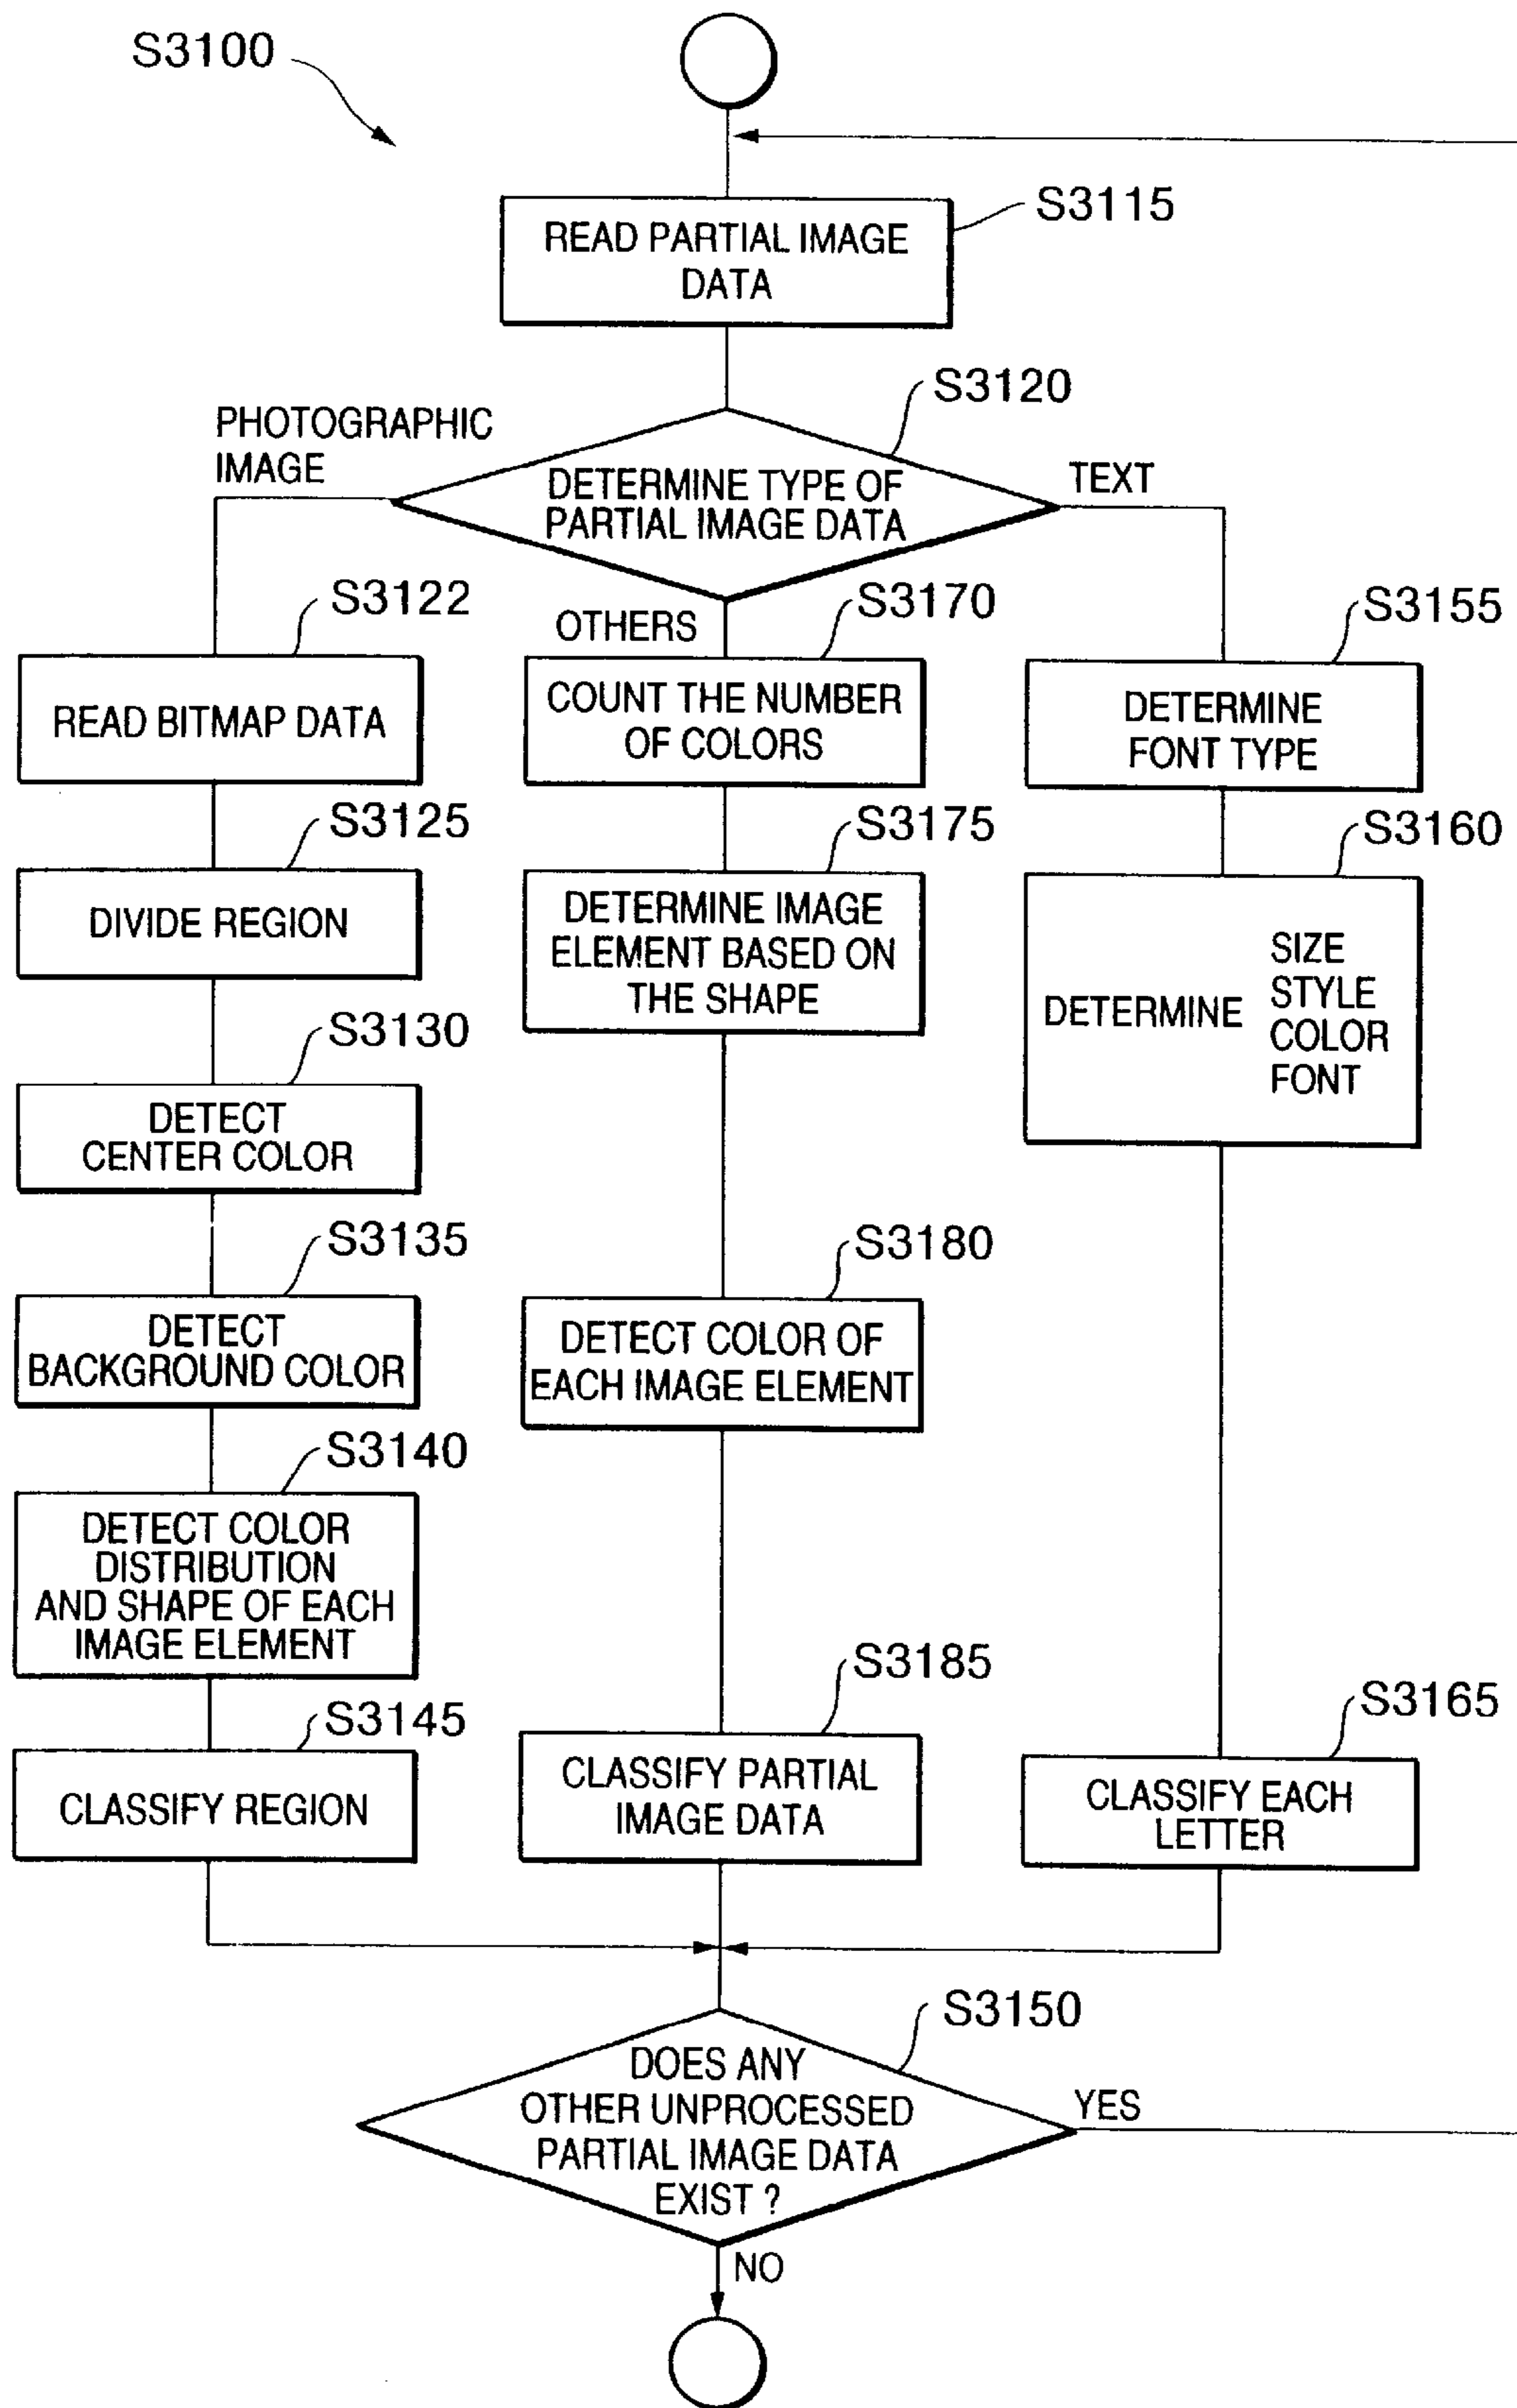 S3100
S3115
READ PARTIAL IMAGE
DATA
S3120
PHOTOGRAPHIC
IMAGE
TEXT
DETERMINE TYPE OF
PARTIAL IMAGE DATA
S3122
OTHERS
S3170
S3155
READ BITMAP DATA
COUNT THE NUMBER
OF COLORS
DETERMINE
FONT TYPE
S3125
S3175
S3160
DIVIDE REGION
DETERMINE IMAGE
ELEMENT BASED ON
THE SHAPE
DETERMINE
SIZE
STYLE
COLOR
FONT
S3130
DETECT
CENTER COLOR
S3135
S3180
DETECT
BACKGROUND COLOR
DETECT COLOR OF
EACH IMAGE ELEMENT
S3140
DETECT COLOR
DISTRIBUTION
AND SHAPE OF EACH
IMAGE ELEMENT
S3145
S3185
S3165
CLASSIFY REGION
CLASSIFY PARTIAL
IMAGE DATA
CLASSIFY EACH
LETTER
S3150
DOES ANY
OTHER UNPROCESSED
PARTIAL IMAGE DATA
EXIST ?
YES
NO